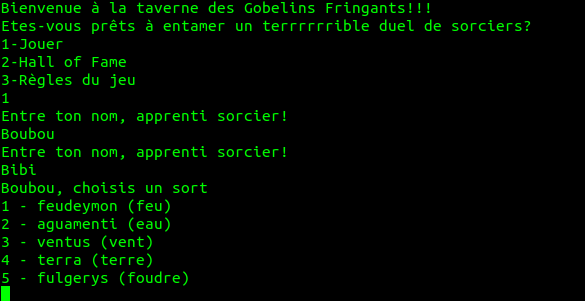 Bienvenue à la taverne des Gobelins Fringants!!!
Etes-vous prêts à entamer un terrrrrrible duel de sorciers?
1-Jouer
2-Hall of Fame
3-Règles du jeu
1
Entre ton nom, apprenti sorcier!
Boubou
Entre ton nom, apprenti sorcier!
Bibi
Boubou, choisis un sort
1 - feudeymon (feu)
2 - aguamenti (eau)
3 - ventus (vent)
4 - terra (terre)
5 - fulgerys (foudre)